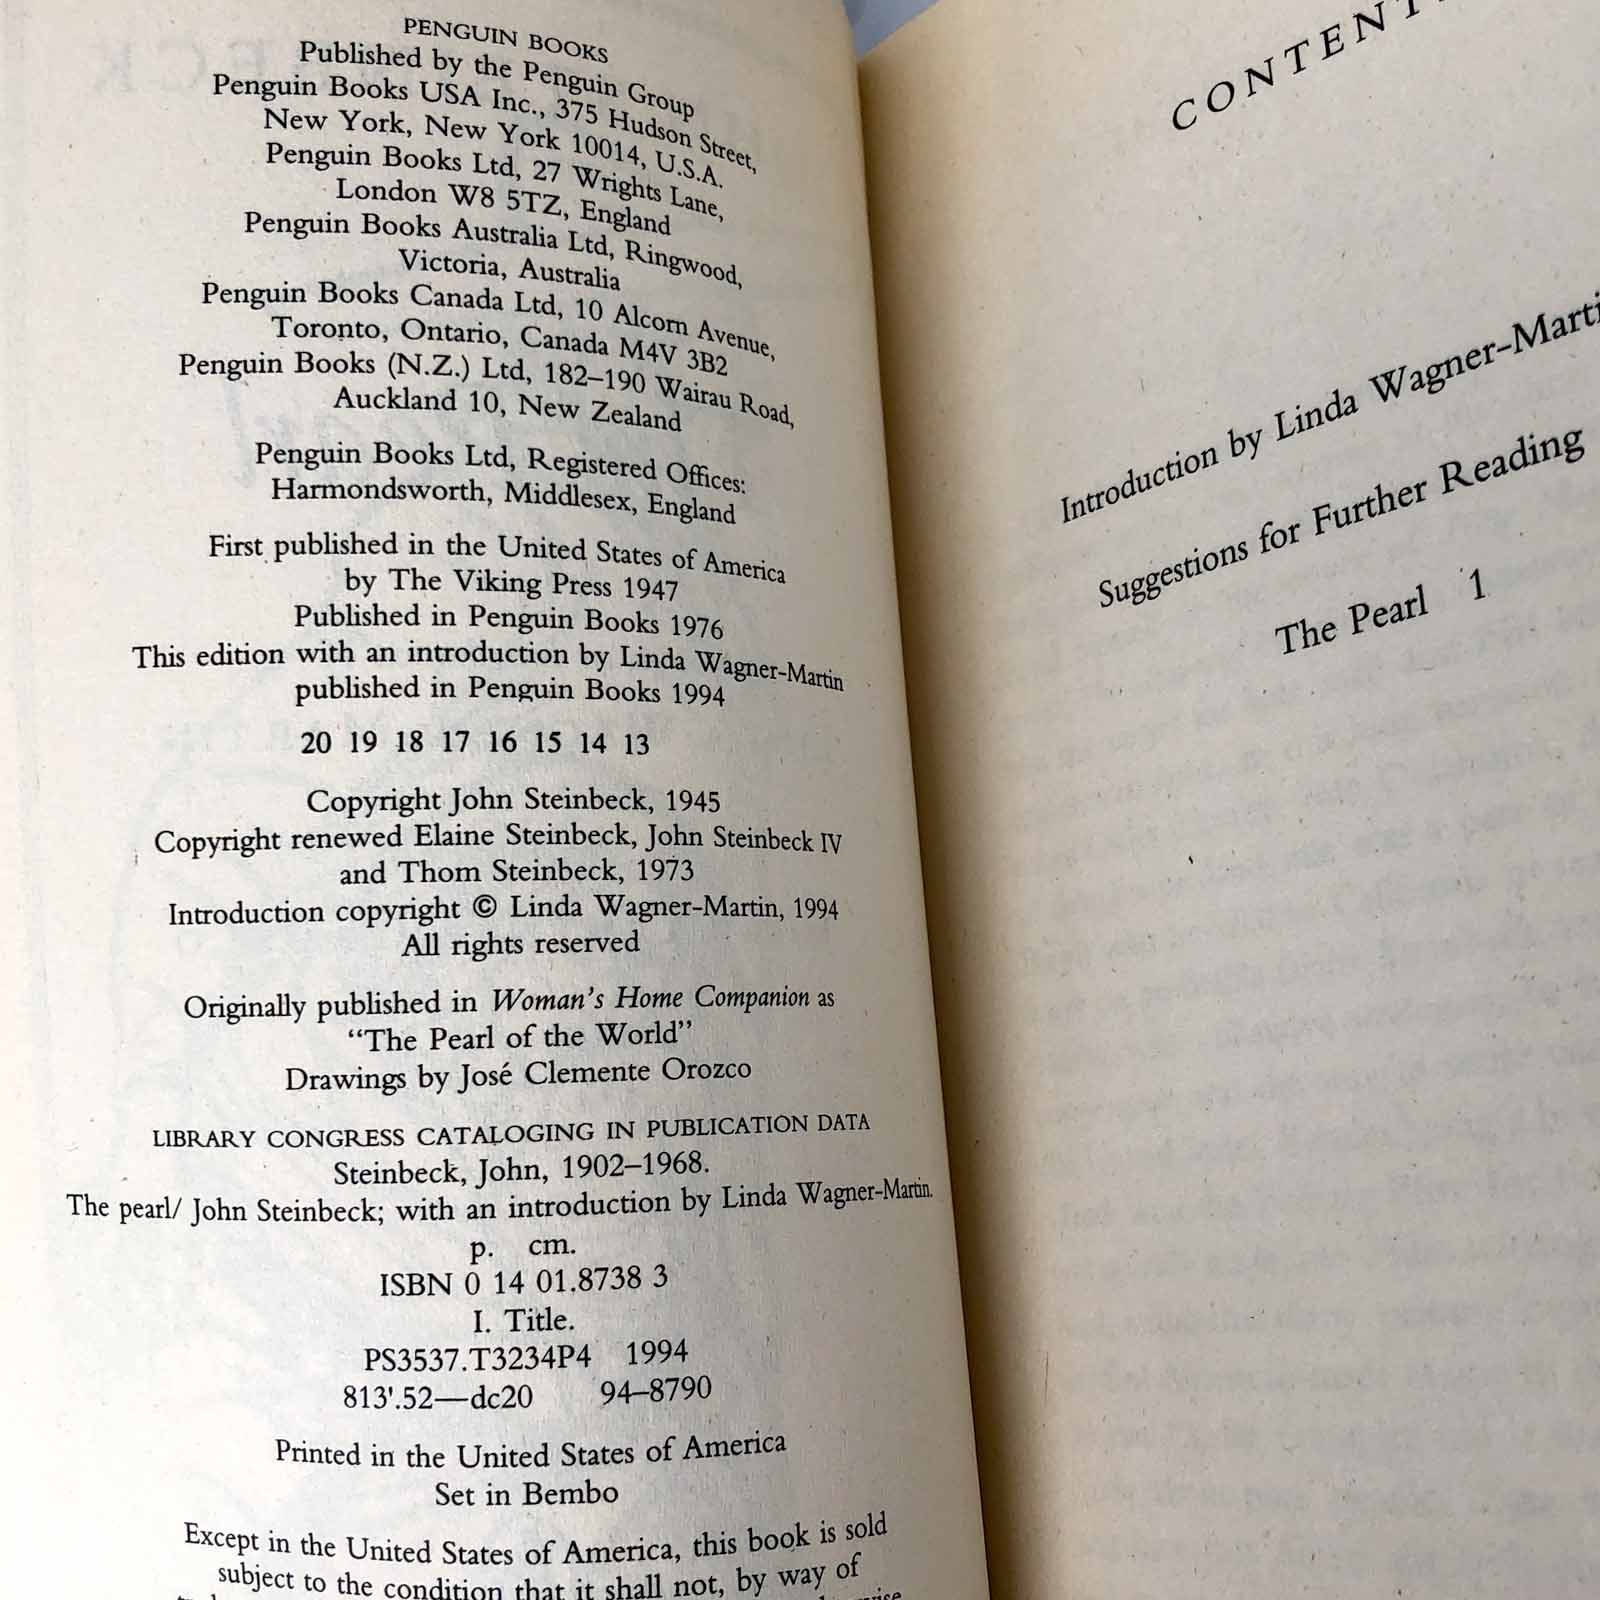 PENGUIN BOOKS
Published by the Penguin Group
Penguin Books USA Inc., 375 Hudson Street,
New York, New York 10014, U.S.A.
Penguin Books Ltd, 27 Wrights Lane,
London W8 5TZ, England
Penguin Books Australia Ltd, Ringwood,
Victoria, Australia
Penguin Books Canada Ltd, 10 Alcorn Avenue,
Toronto, Ontario, Canada M4V 3B2
Penguin Books (N.Z.) Ltd, 182–190 Wairau Road,
Auckland 10, New Zealand
Penguin Books Ltd, Registered Offices:
Harmondsworth, Middlesex, England
First published in the United States of America
by The Viking Press 1947
Published in Penguin Books 1976
This edition with an introduction by Linda Wagner-Martin
published in Penguin Books 1994
20 19 18 17 16 15 14 13
Copyright John Steinbeck, 1945
Copyright renewed Elaine Steinbeck, John Steinbeck IV
and Thom Steinbeck, 1973
Introduction copyright © Linda Wagner-Martin, 1994
All rights reserved
Originally published in Woman's Home Companion as
"The Pearl of the World"
Drawings by José Clemente Orozco
LIBRARY CONGRESS CATALOGING IN PUBLICATION DATA
Steinbeck, John, 1902–1968.
The pearl/ John Steinbeck; with an introduction by Linda Wagner-Martin.
p. cm.
ISBN 0 14 01.8738 3
I. Title.
PS3537.T3234P4 1994
813'.52—dc20 94–8790
Printed in the United States of America
Set in Bembo
Except in the United States of America, this book is sold
subject to the condition that it shall not, by way of
CONTENT
Introduction by Linda Wagner-Marti
Suggestions for Further Reading
The Pearl 1